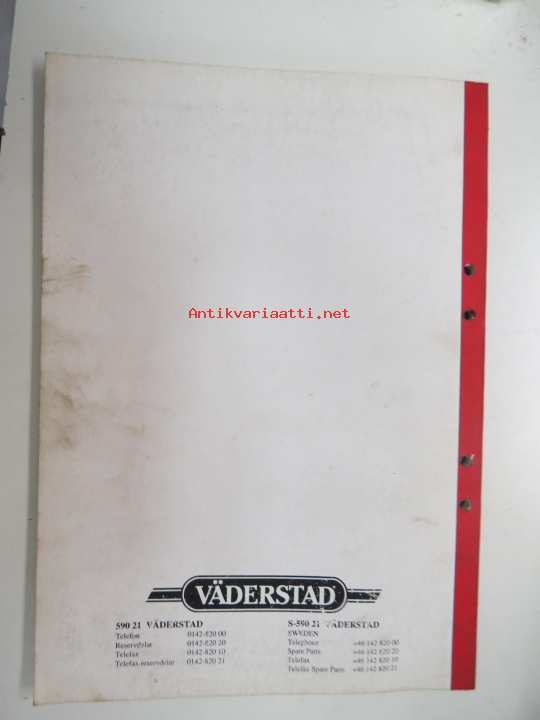 Antikvariaatti.net
VÄDERSTAD
590 21 VÄDERSTAD
Telefon 0142-820 00
Reservdelar 0142-820 20
Telefax 0142-820 10
Telefax reservdelar 0142-820 21
S-590 21 VÄDERSTAD
SWEDEN
Telephone +46 142 820 00
Spare Parts +46 142 820 20
Telefax +46 142 820 10
Telefax Spare Parts +46 142 820 21